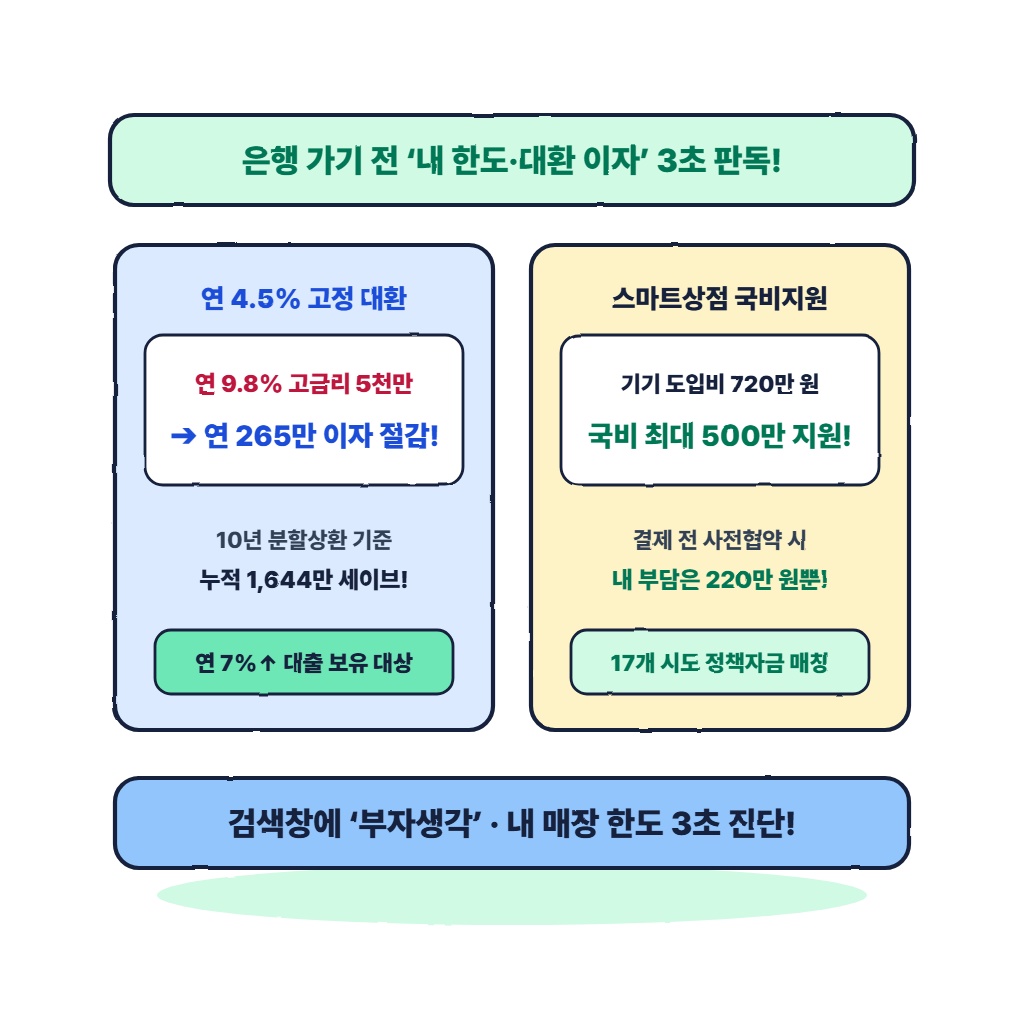 은행 가기 전 ‘내 한도·대환 이자’ 3초 판독!
연 4.5% 고정 대환
연 9.8% 고금리 5천만
➔ 연 265만 이자 절감!
10년 분할상환 기준
누적 1,644만 세이브!
연 7%↑ 대출 보유 대상
스마트상점 국비지원
기기 도입비 720만 원
국비 최대 500만 지원!
결제 전 사전협약 시
내 부담은 220만 원뿐!
17개 시도 정책자금 매칭
검색창에 ‘부자생각’ · 내 매장 한도 3초 진단!